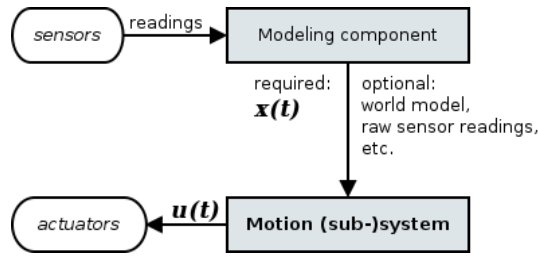 sensors
readings
Modeling component
required:
x(t)
optional:
world model,
raw sensor readings,
etc.
actuators
u(t)
Motion (sub-)system